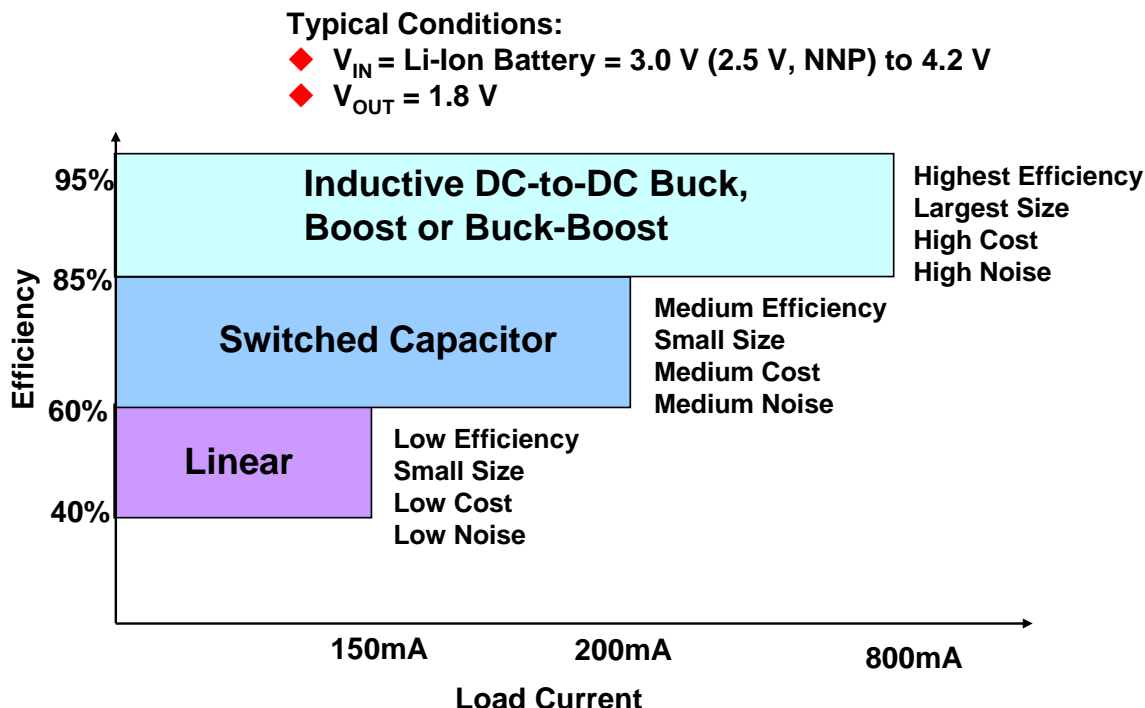 Typical Conditions:
V_IN = Li-Ion Battery = 3.0 V (2.5 V, NNP) to 4.2 V
V_OUT = 1.8 V
95%
Inductive DC-to-DC Buck,
Boost or Buck-Boost
Highest Efficiency
Largest Size
High Cost
High Noise
85%
Switched Capacitor
Medium Efficiency
Small Size
Medium Cost
Medium Noise
Efficiency
60%
Linear
Low Efficiency
Small Size
Low Cost
Low Noise
40%
150mA
200mA
800mA
Load Current